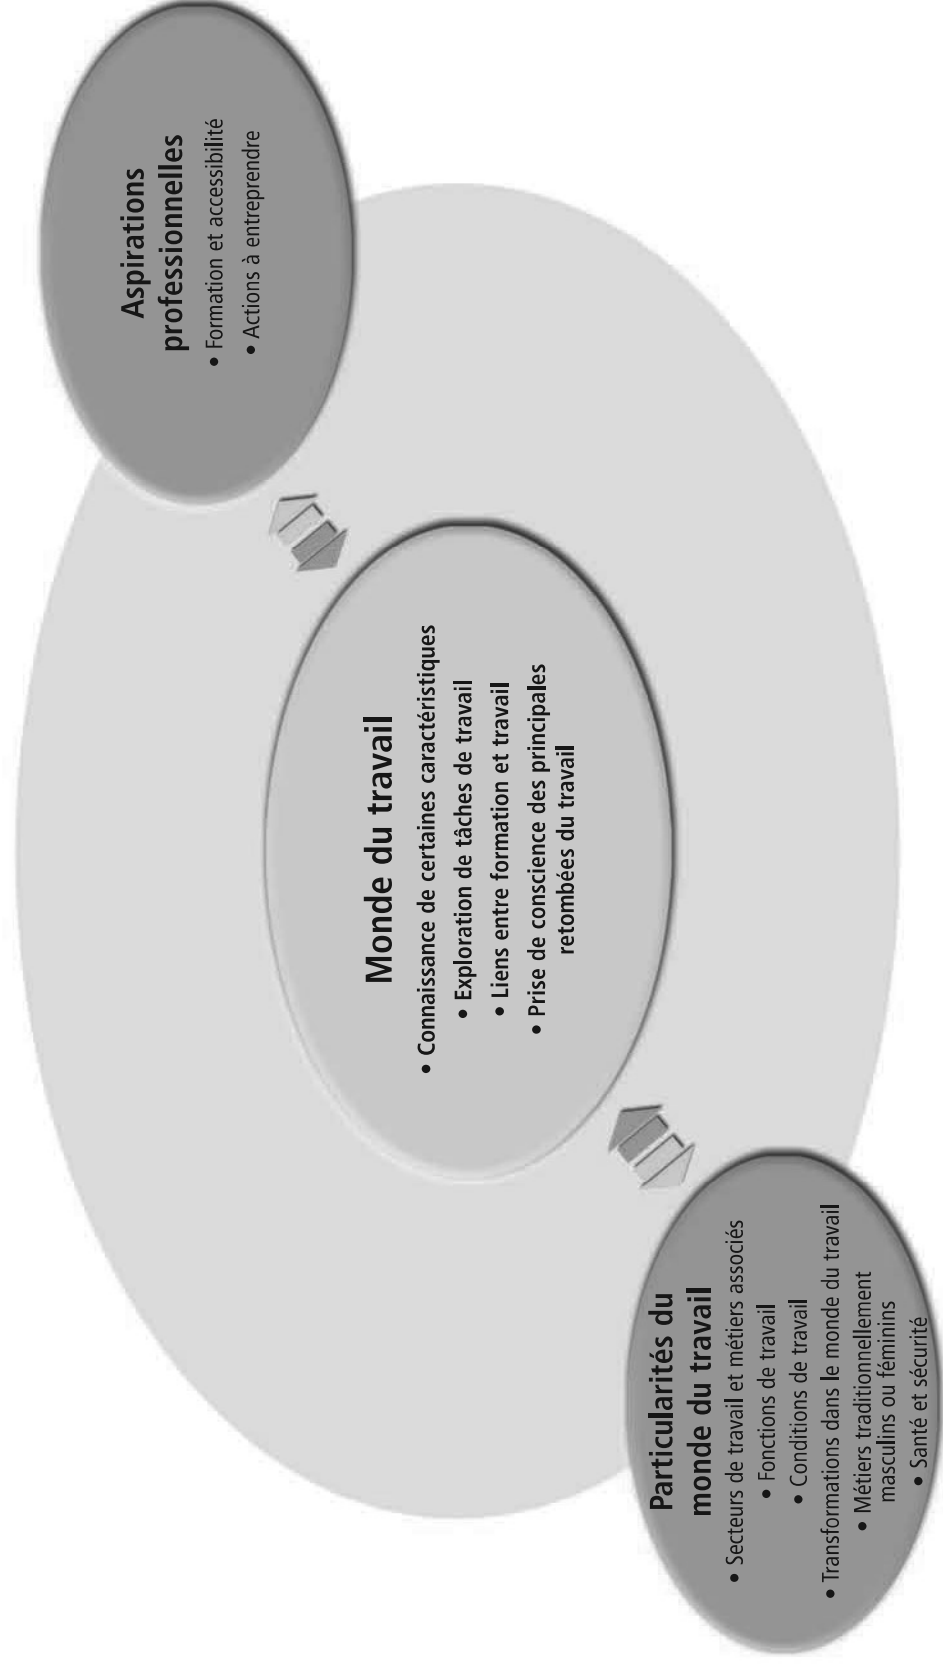 Aspirations
professionnelles
• Formation et accessibilité
• Actions à entreprendre
Monde du travail
• Connaissance de certaines caractéristiques
• Exploration de tâches de travail
• Liens entre formation et travail
• Prise de conscience des principales
retombées du travail
Particularités du
monde du travail
• Secteurs de travail et métiers associés
• Fonctions de travail
• Conditions de travail
• Transformations dans le monde du travail
• Métiers traditionnellement
masculins ou féminins
• Santé et sécurité